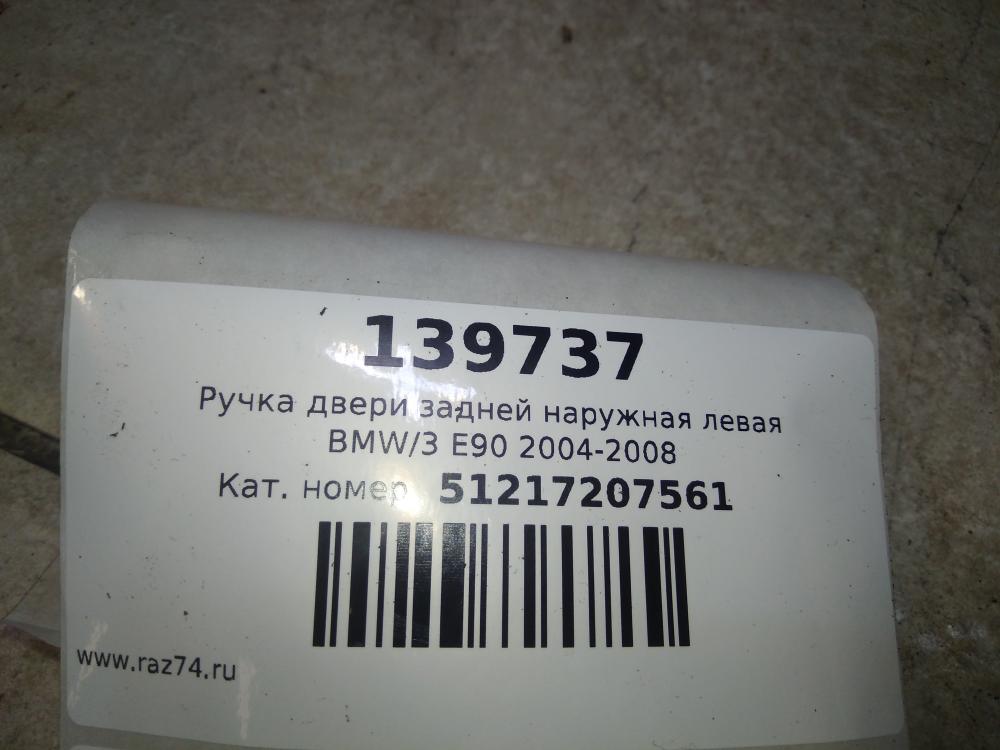 139737
Ручка двери задней наружная левая
BMW/3 E90 2004-2008
Кат. номер 51217207561
www.raz74.ru